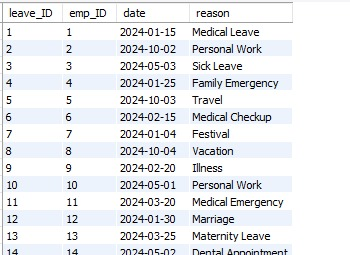 leave_ID emp_ID date reason
1 1 2024-01-15 Medical Leave
2 2 2024-10-02 Personal Work
3 3 2024-05-03 Sick Leave
4 4 2024-01-25 Family Emergency
5 5 2024-10-03 Travel
6 6 2024-02-15 Medical Checkup
7 7 2024-01-04 Festival
8 8 2024-10-04 Vacation
9 9 2024-02-20 Illness
10 10 2024-05-01 Personal Work
11 11 2024-03-20 Medical Emergency
12 12 2024-01-30 Marriage
13 13 2024-03-25 Maternity Leave
14 14 2024-05-02 Dental Appointment